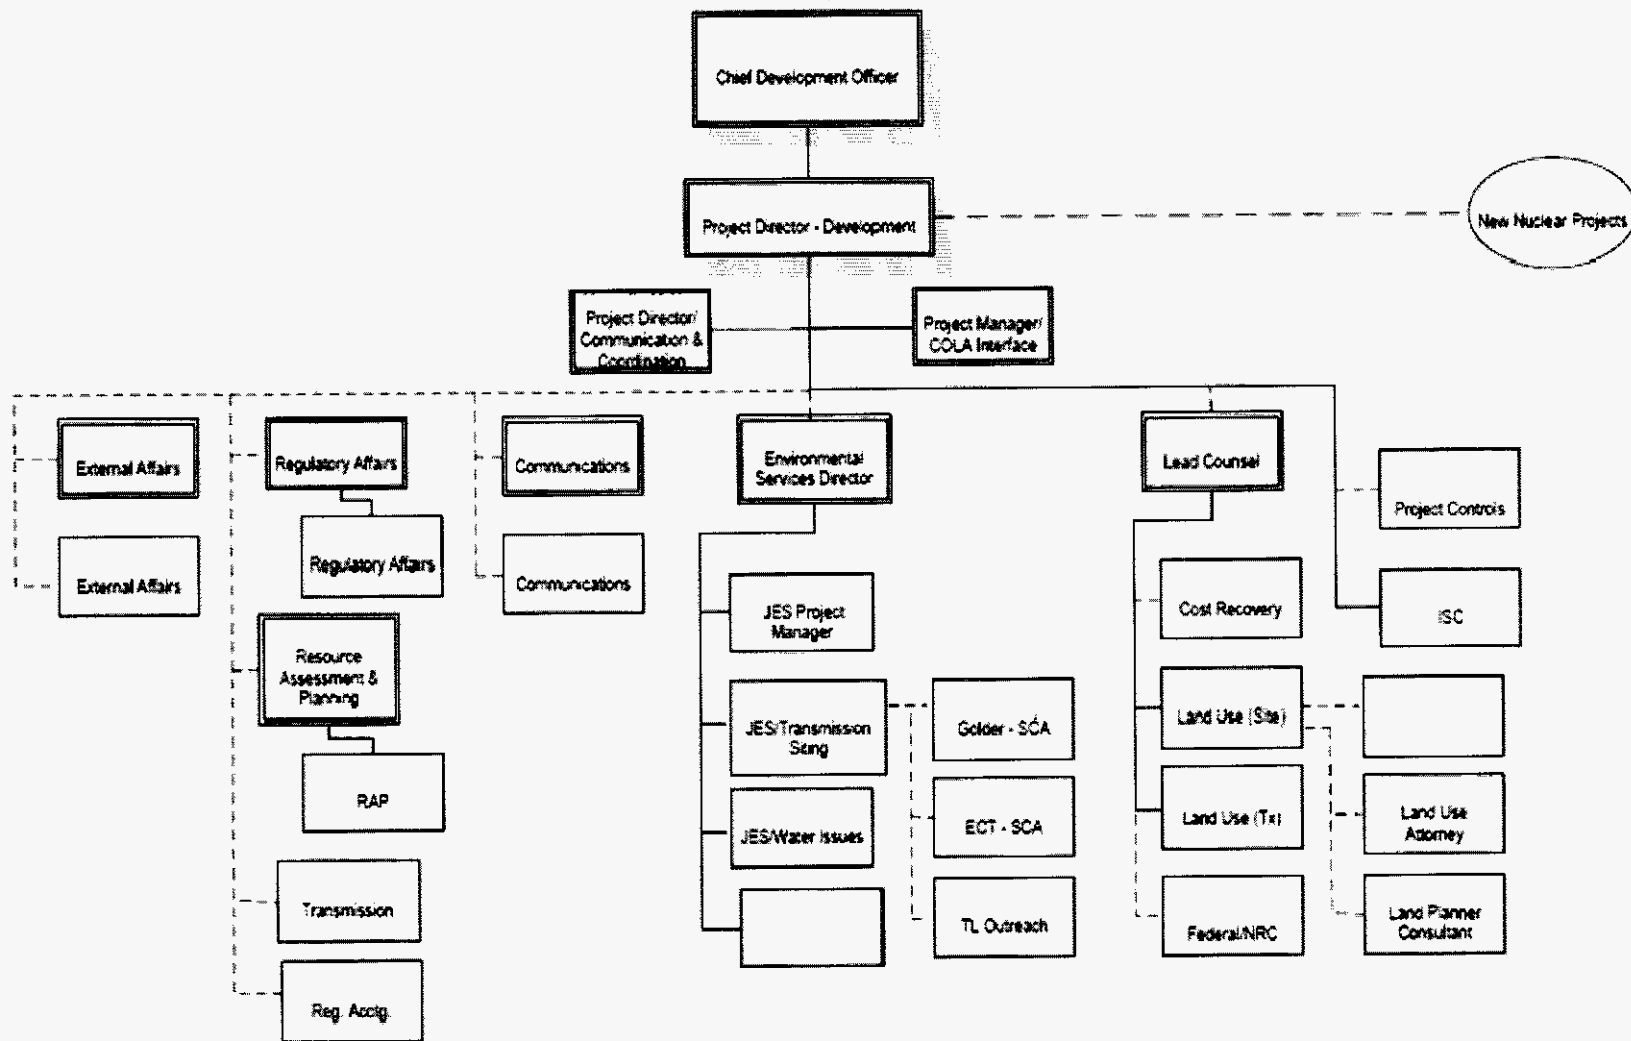 Chief Development Officer
Project Director - Development
New Nuclear Projects
Project Director/
Communication &
Coordination
Project Manager/
COLA Interface
External Affairs
Regulatory Affairs
Communications
Environmental
Services Director
Lead Counsel
Project Controls
External Affairs
Regulatory Affairs
Communications
JES Project
Manager
Cost Recovery
ISC
Resource
Assessment &
Planning
JES/Transmission
Siting
Golder - SCA
Land Use (Site)
RAP
JES/Water Issues
ECT - SCA
Land Use (Tx)
Land Use
Attorney
Transmission
TL Outreach
Federal/NRC
Land Planner
Consultant
Reg. Acctg.